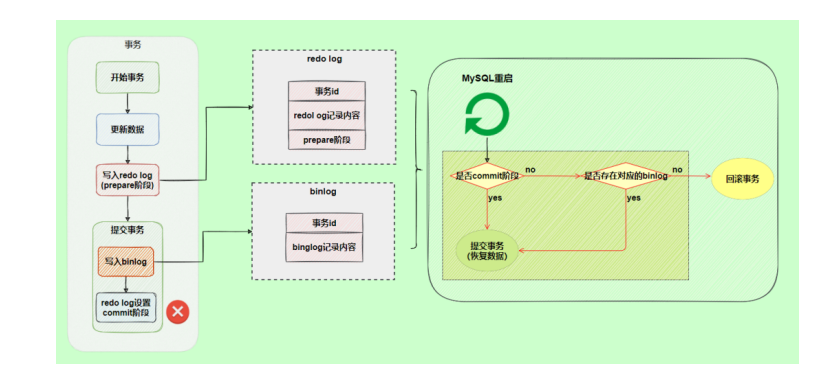 事务
开始事务
更新数据
写入redo log
(prepare阶段)
提交事务
写入binlog
redo log设置
commit阶段
redo log
事务id
redol og记录内容
prepare阶段
binlog
事务id
binglog记录内容
MySQL重启
是否commit阶段
no
是否存在对应的binlog
no
回滚事务
yes
yes
提交事务
(恢复数据)